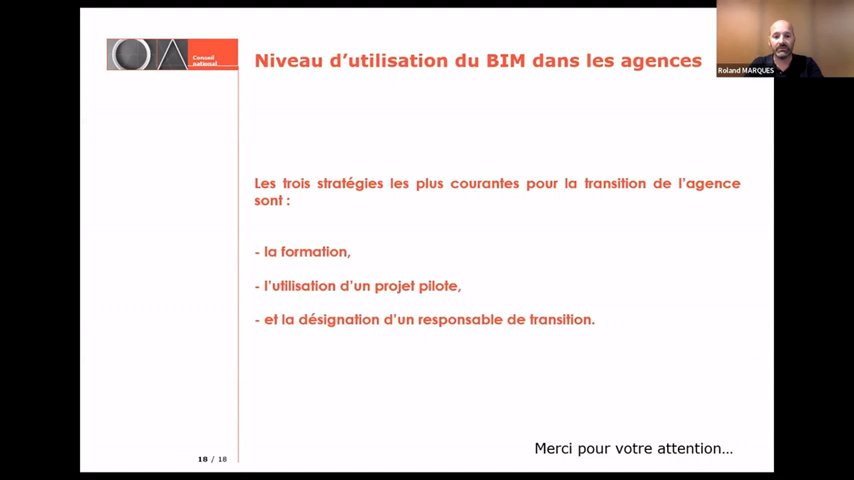 Conseil
national
Niveau d’utilisation du BIM dans les agences
Roland MARQUES
Les trois stratégies les plus courantes pour la transition de l’agence
sont :
- la formation,
- l’utilisation d’un projet pilote,
- et la désignation d’un responsable de transition.
Merci pour votre attention...
18 / 18